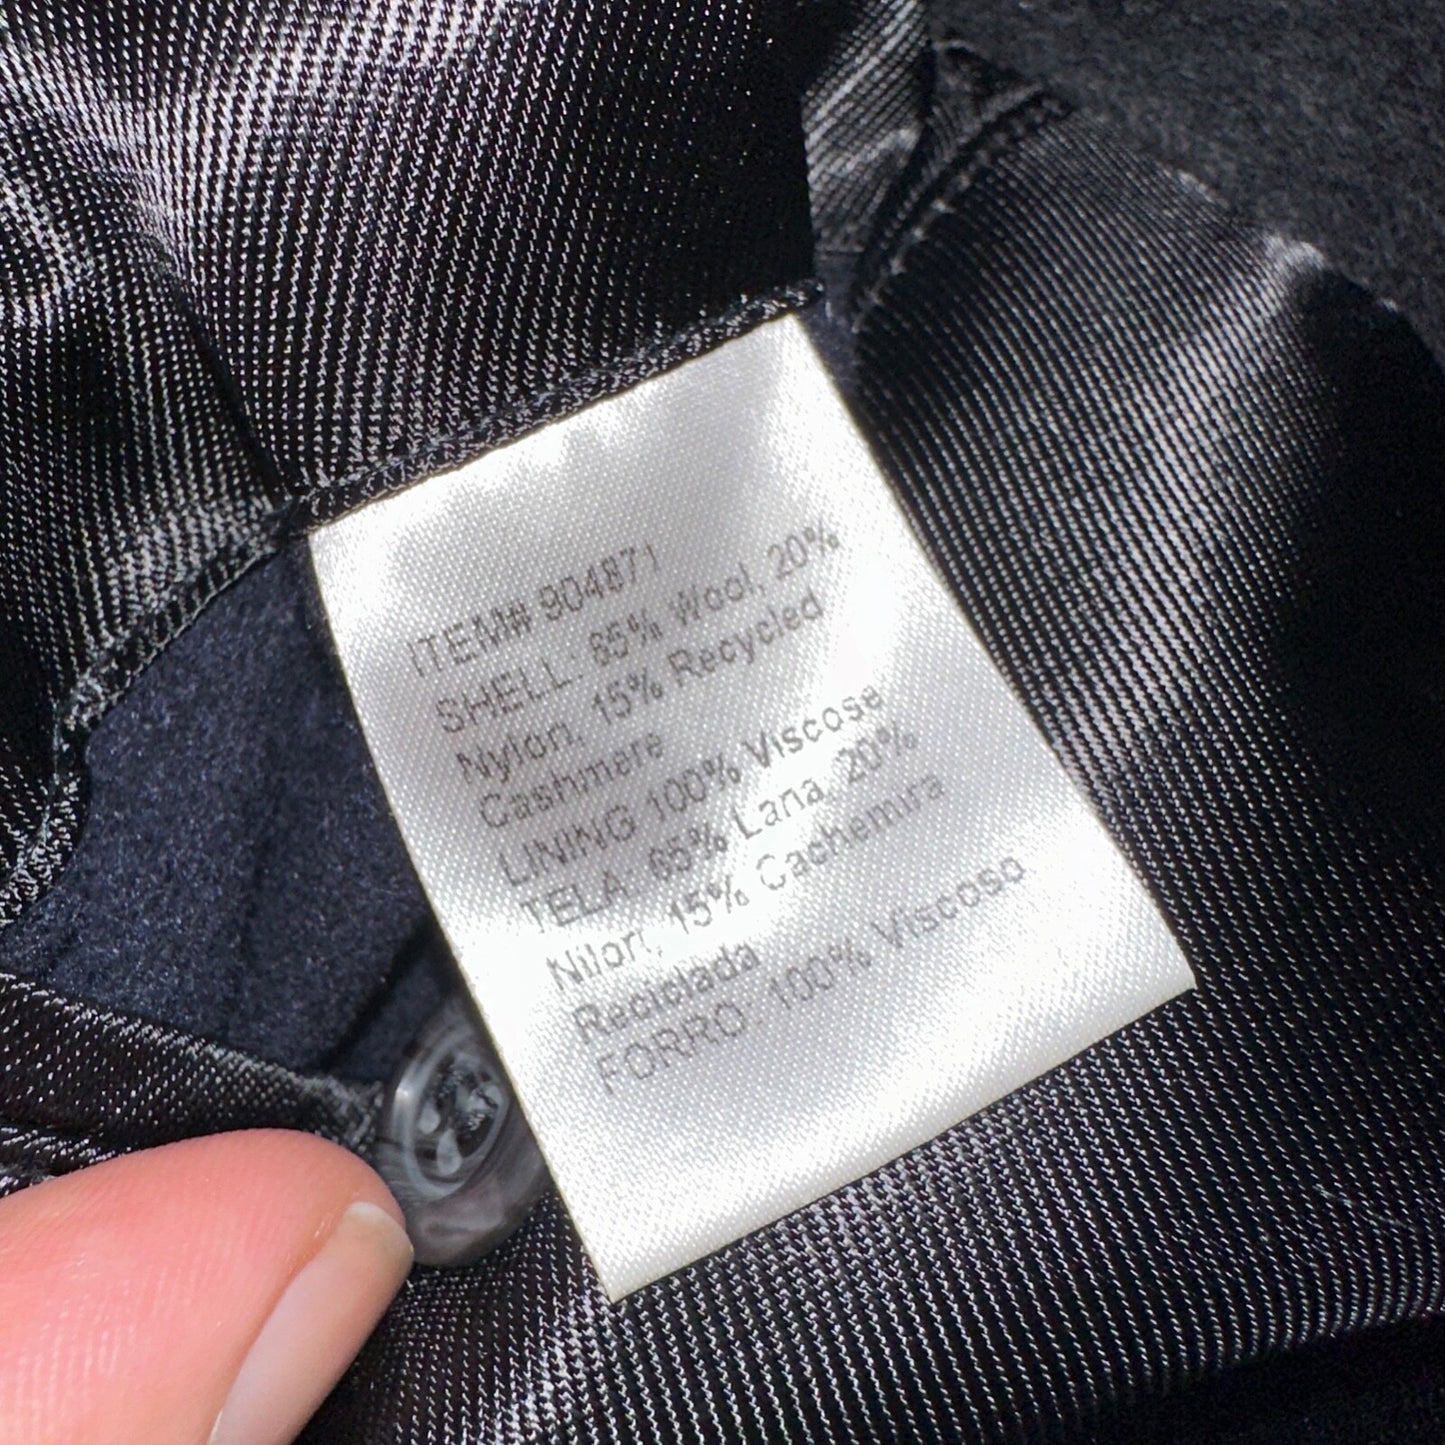 ITEM# 904871
SHELL: 65% Wool, 20%
Nylon, 15% Recycled
Cashmere
LINING 100% Viscose
TELA: 65% Lana, 20%
Nilon, 15% Cachemira
Reciclada
FORRO: 100% Viscosa